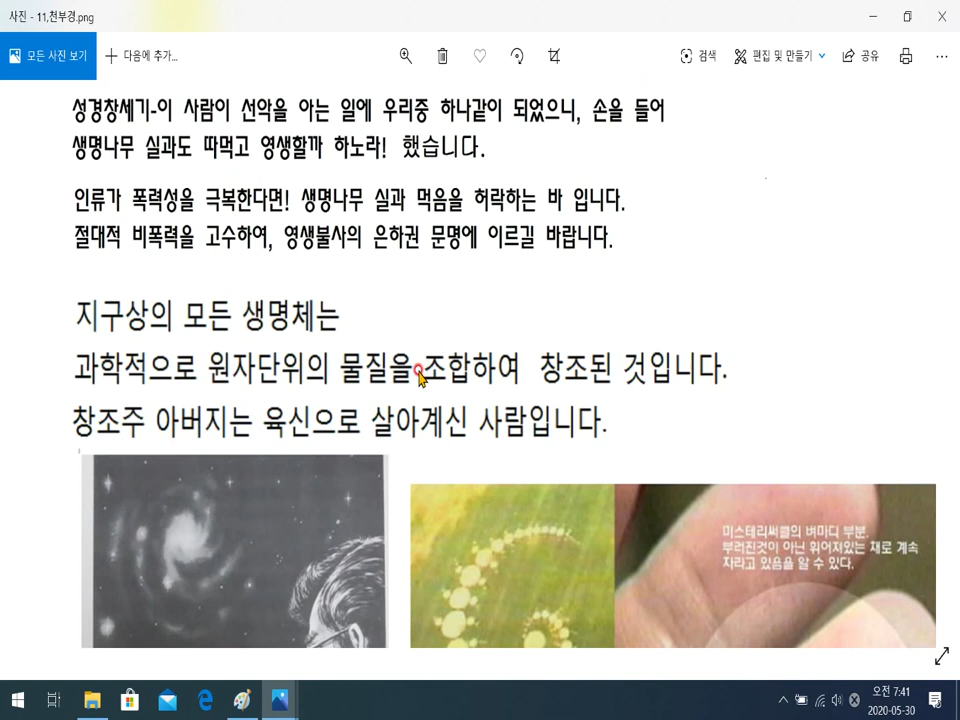 사진 - 11,천부경.png
모든 사진 보기
다음에 추가...
검색
편집 및 만들기
공유
성경창세기-이 사람이 선악을 아는 일에 우리중 하나같이 되었으니, 손을 들어
생명나무 실과도 따먹고 영생할까 하노라! 했습니다.
인류가 폭력성을 극복한다면! 생명나무 실과 먹음을 허락하는 바 입니다.
절대적 비폭력을 고수하여, 영생불사의 은하권 문명에 이르길 바랍니다.
지구상의 모든 생명체는
과학적으로 원자단위의 물질을 조합하여 창조된 것입니다.
창조주 아버지는 육신으로 살아계신 사람입니다.
미스테리써클의 벼마디 부분.
부러진것이 아닌 휘어져있는 채로 계속
자라고 있음을 알 수 있다.
오전 7:41
2020-05-30